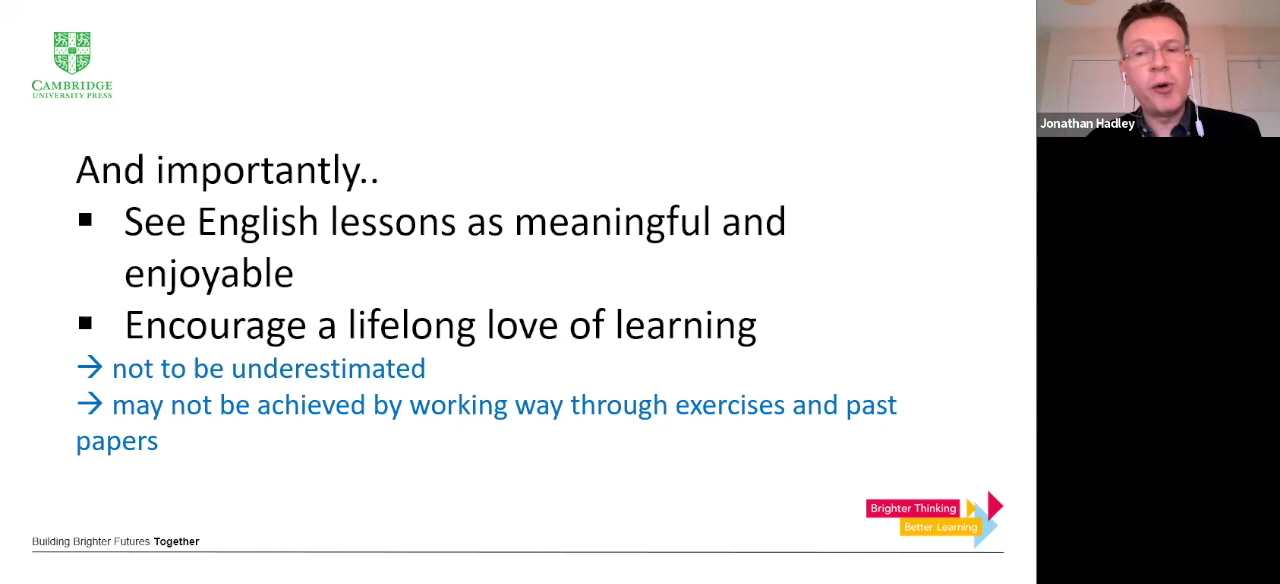 CAMBRIDGE
UNIVERSITY PRESS
Jonathan Hadley
And importantly..
▪ See English lessons as meaningful and
enjoyable
▪ Encourage a lifelong love of learning
→ not to be underestimated
→ may not be achieved by working way through exercises and past
papers
Brighter Thinking
Better Learning
Building Brighter Futures Together